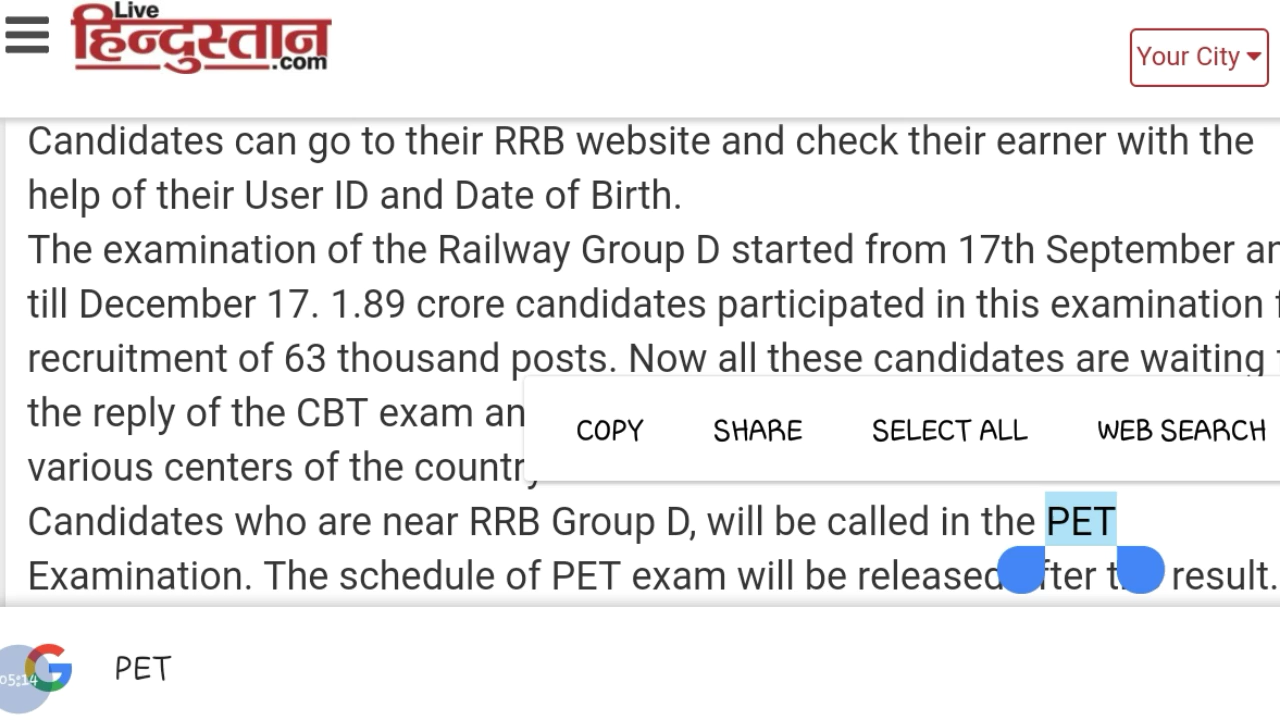 Live
हिन्दुस्तान
.com
Your City
Candidates can go to their RRB website and check their earner with the
help of their User ID and Date of Birth.
The examination of the Railway Group D started from 17th September
till December 17. 1.89 crore candidates participated in this examination
recruitment of 63 thousand posts. Now all these candidates are waiting
the reply of the CBT exam
COPY SHARE SELECT ALL WEB SEARCH
various centers of the
Candidates who are near RRB Group D, will be called in the PET
Examination. The schedule of PET exam will be released result.
05:14
PET